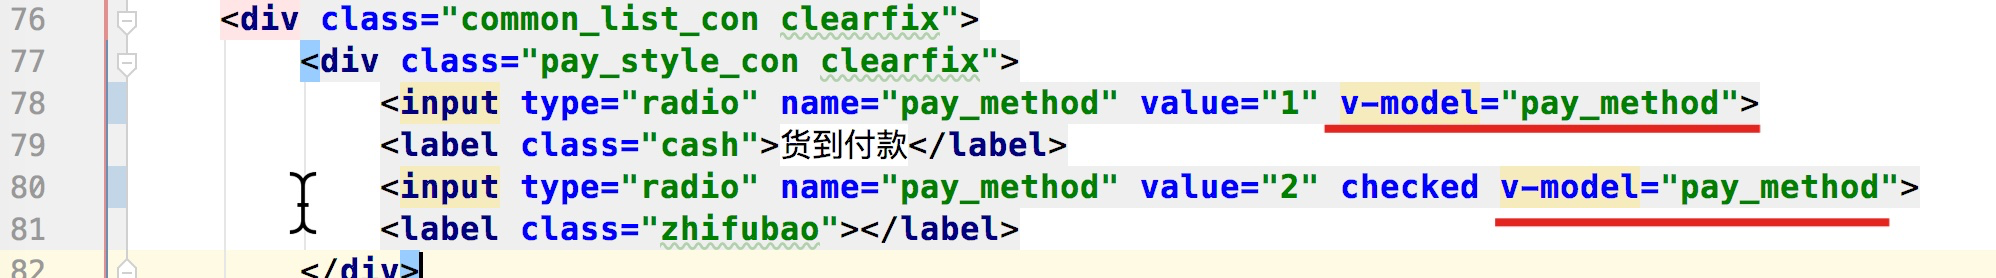 76 <div class="common_list_con clearfix">
77 <div class="pay_style_con clearfix">
78 <input type="radio" name="pay_method" value="1" v-model="pay_method">
79 <label class="cash">货到付款</label>
80 <input type="radio" name="pay_method" value="2" checked v-model="pay_method">
81 <label class="zhifubao"></label>
82 </div>